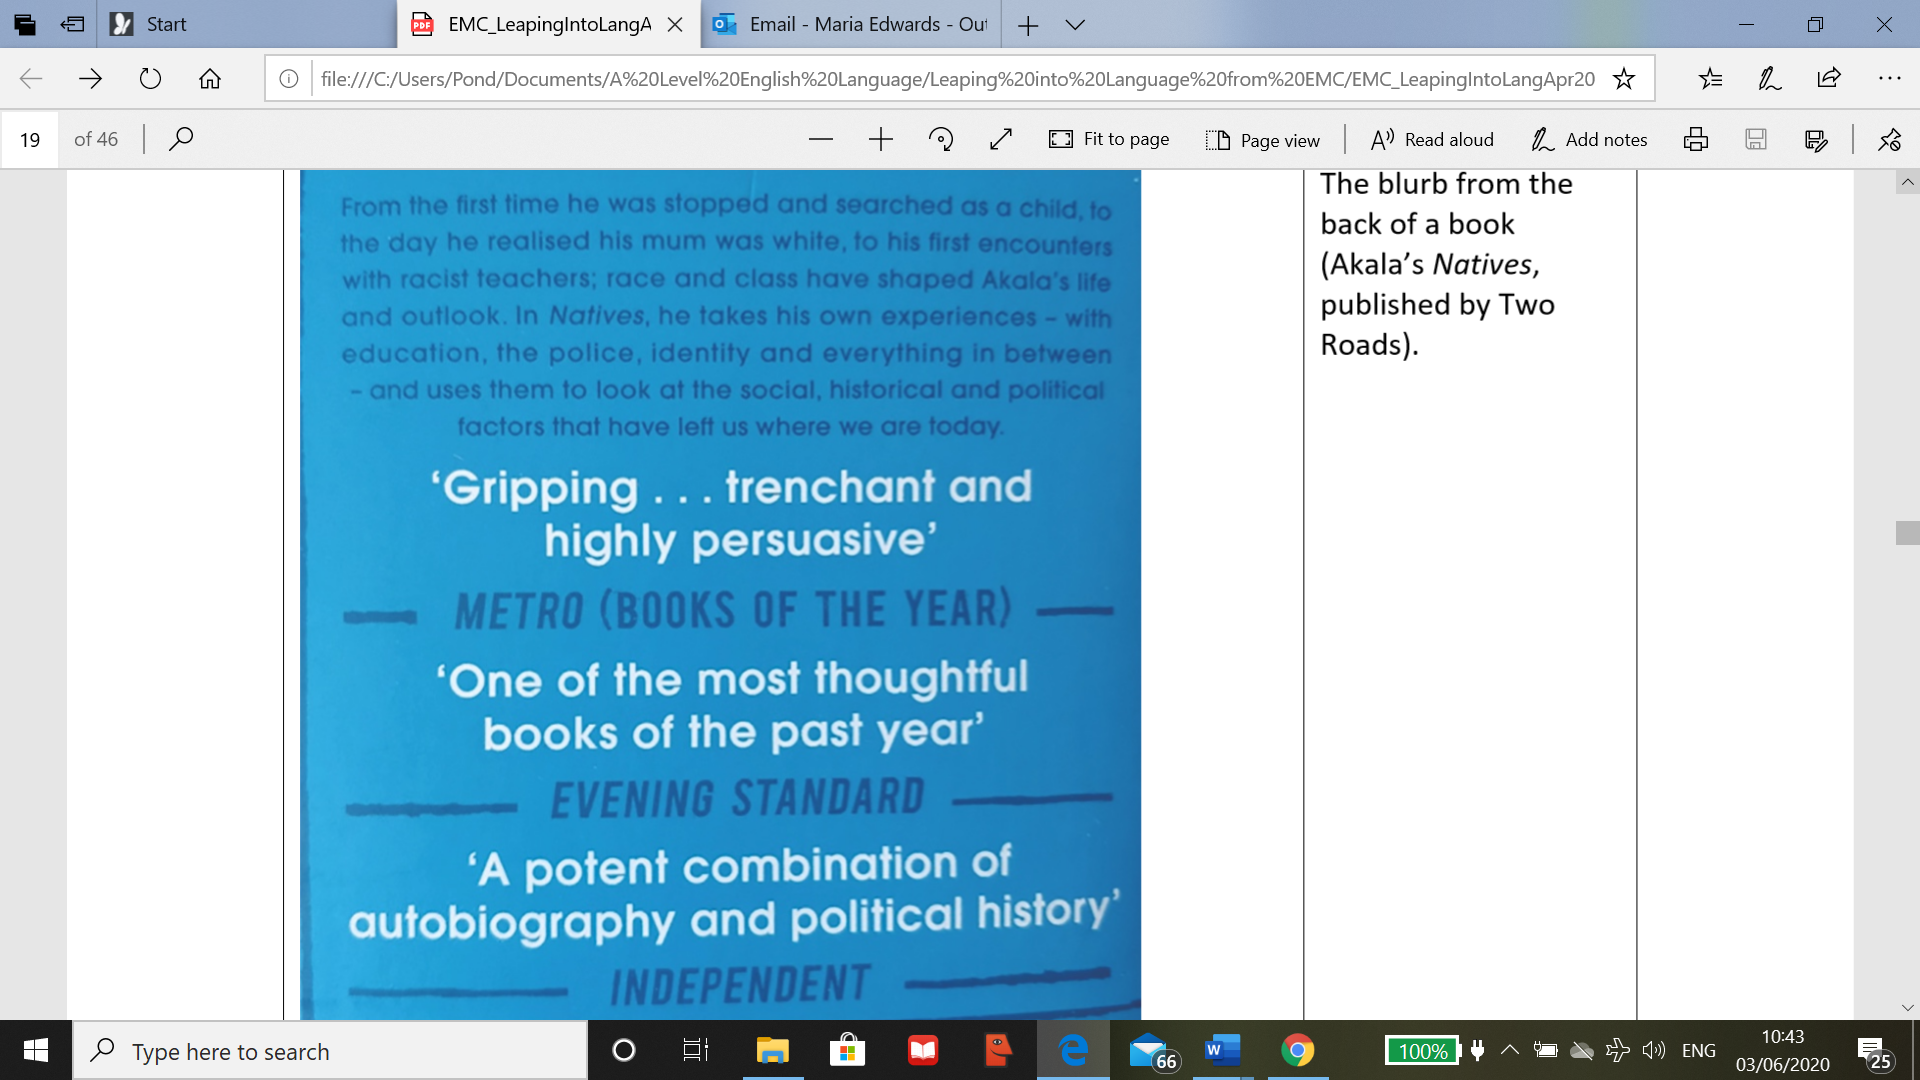 Start
EMC_LeapingIntoLangA
Email - Maria Edwards - Out
file:///C:/Users/Pond/Documents/A%20Level%20English%20Language/Leaping%20into%20Language%20from%20EMC/EMC_LeapingIntoLangApr20
19 of 46
Fit to page
Page view
Read aloud
Add notes
From the first time he was stopped and searched as a child, to
the day he realised his mum was white, to his first encounters
with racist teachers; race and class have shaped Akala's life
and outlook. In Natives, he takes his own experiences – with
education, the police, identity and everything in between
– and uses them to look at the social, historical and political
factors that have left us where we are today.
'Gripping . . . trenchant and
highly persuasive'
METRO (BOOKS OF THE YEAR)
'One of the most thoughtful
books of the past year'
EVENING STANDARD
'A potent combination of
autobiography and political history'
INDEPENDENT
The blurb from the
back of a book
(Akala's Natives,
published by Two
Roads).
Type here to search
W
66
100%
ENG
10:43
03/06/2020
25